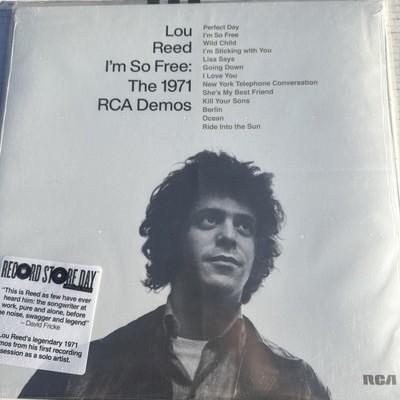 Lou
Reed
I'm So Free:
The 1971
RCA Demos
Perfect Day
I'm So Free
Wild Child
I'm Sticking with You
Lisa Says
Going Down
I Love You
New York Telephone Conversation
She's My Best Friend
Kill Your Sons
Berlin
Ocean
Ride Into the Sun
RECORD STORE DAY
"This is Reed as few have ever
heard him: the songwriter at
work, pure and alone, before
the noise, swagger and legend"
– David Fricke
Lou Reed's legendary 1971
demos from his first recording
session as a solo artist.
RCA